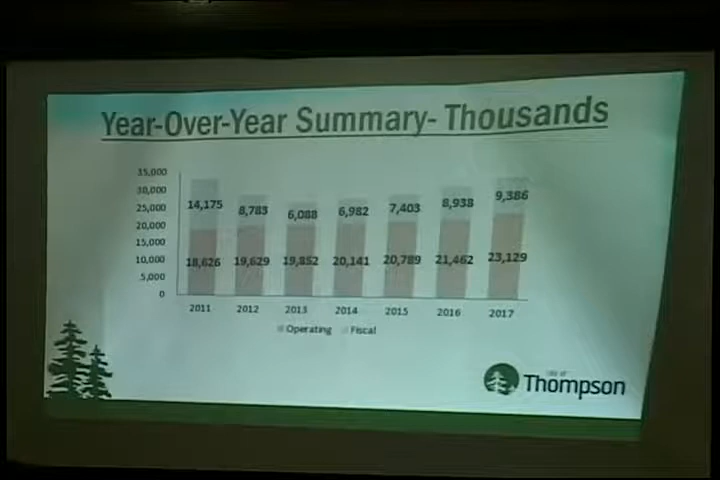 Year-Over-Year Summary- Thousands
35,000
30,000
25,000
20,000
15,000
10,000
5,000
0
14,175 8,783 6,088 6,982 7,403 8,938 9,386
18,626 19,629 19,852 20,141 20,789 21,462 23,129
2011 2012 2013 2014 2015 2016 2017
Operating Fiscal
City of
Thompson